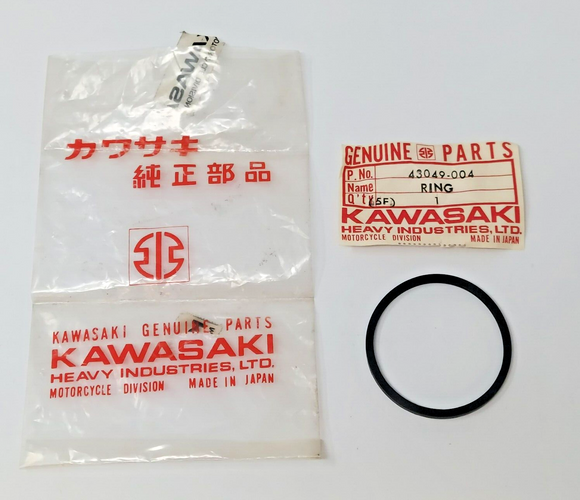 カワサキ
純正部品
KAWASAKI GENUINE PARTS
KAWASAKI
HEAVY INDUSTRIES, LTD.
MOTORCYCLE DIVISION MADE IN JAPAN
GENUINE PARTS
P. No. 43049-004
Name RING
Q'ty 1
(5F)
KAWASAKI
HEAVY INDUSTRIES, LTD.
MOTORCYCLE DIVISION MADE IN JAPAN